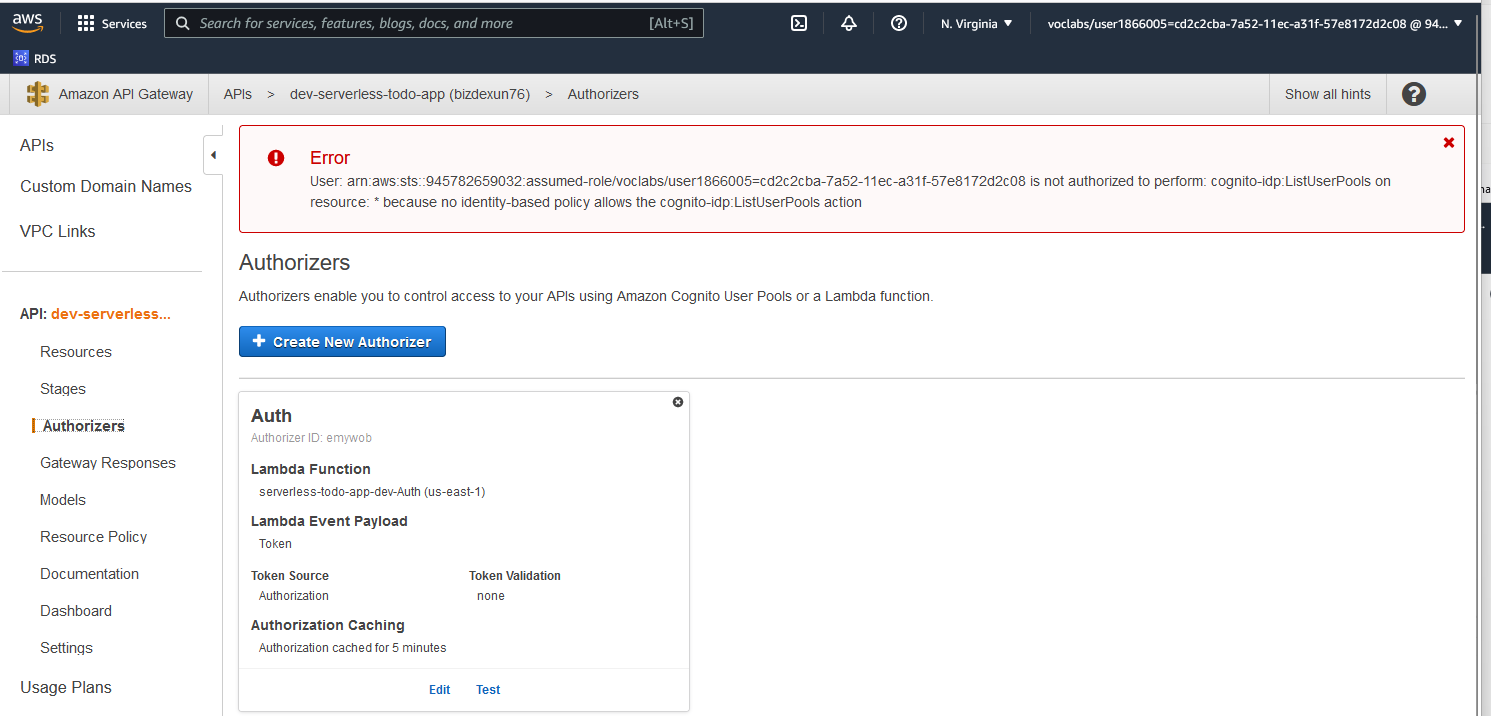 aws
Services
Search for services, features, blogs, docs, and more
[Alt+S]
N. Virginia
voclabs/user1866005=cd2c2cba-7a52-11ec-a31f-57e8172d2c08 @ 94...
RDS
Amazon API Gateway
APIs > dev-serverless-todo-app (bizdexun76) > Authorizers
Show all hints
APIs
Custom Domain Names
VPC Links
API: dev-serverless...
Resources
Stages
Authorizers
Gateway Responses
Models
Resource Policy
Documentation
Dashboard
Settings
Usage Plans
Error
User: arn:aws:sts::945782659032:assumed-role/voclabs/user1866005=cd2c2cba-7a52-11ec-a31f-57e8172d2c08 is not authorized to perform: cognito-idp:ListUserPools on
resource: * because no identity-based policy allows the cognito-idp:ListUserPools action
Authorizers
Authorizers enable you to control access to your APIs using Amazon Cognito User Pools or a Lambda function.
+ Create New Authorizer
Auth
Authorizer ID: emywob
Lambda Function
serverless-todo-app-dev-Auth (us-east-1)
Lambda Event Payload
Token
Token Source
Authorization
Token Validation
none
Authorization Caching
Authorization cached for 5 minutes
Edit
Test